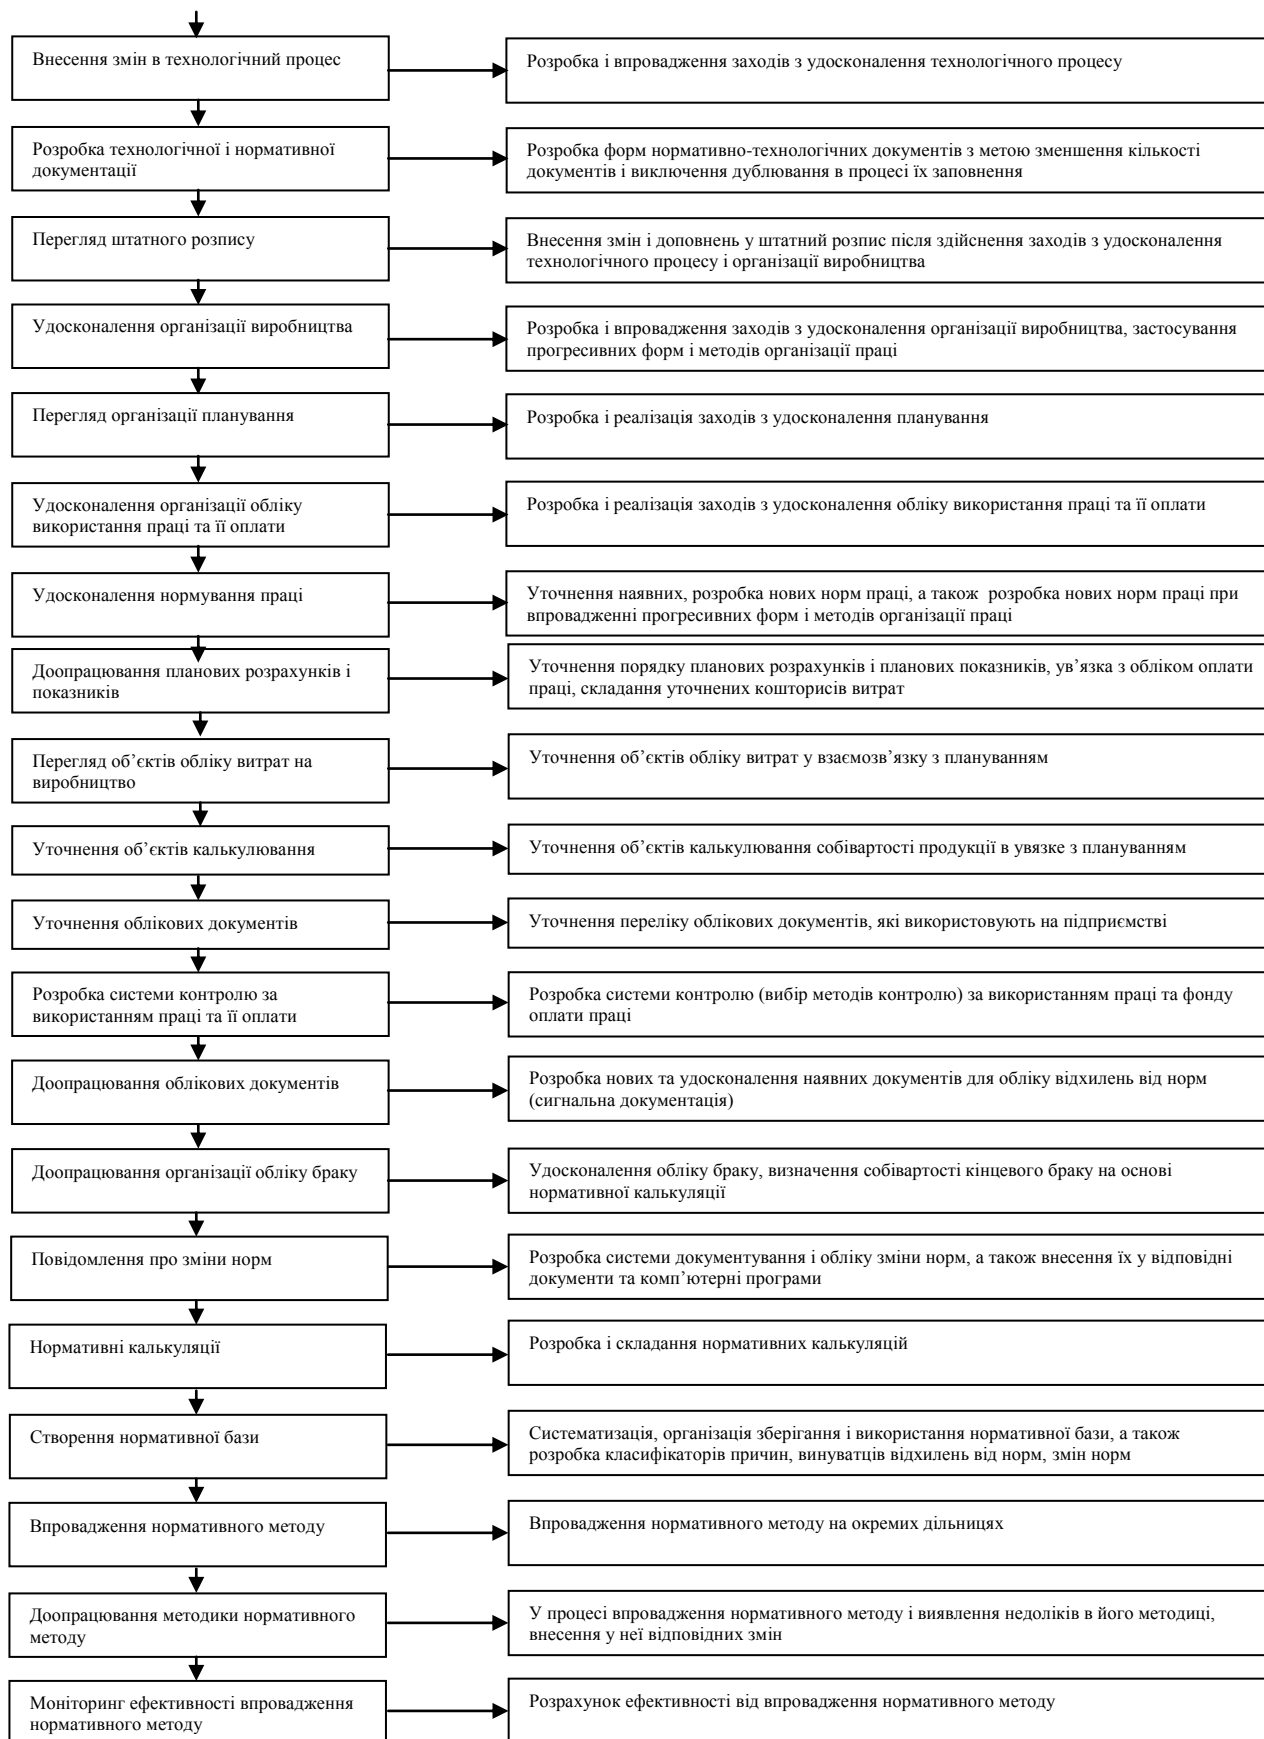 Внесення змін в технологічний процес
Розробка і впровадження заходів з удосконалення технологічного процесу
Розробка технологічної і нормативної
документації
Розробка форм нормативно-технологічних документів з метою зменшення кількості
документів і виключення дублювання в процесі їх заповнення
Перегляд штатного розпису
Внесення змін і доповнень у штатний розпис після здійснення заходів з удосконалення
технологічного процесу і організації виробництва
Удосконалення організації виробництва
Розробка і впровадження заходів з удосконалення організації виробництва, застосування
прогресивних форм і методів організації праці
Перегляд організації планування
Розробка і реалізація заходів з удосконалення планування
Удосконалення організації обліку
використання праці та її оплати
Розробка і реалізація заходів з удосконалення обліку використання праці та її оплати
Удосконалення нормування праці
Уточнення наявних, розробка нових норм праці, а також  розробка нових норм праці при
впровадженні прогресивних форм і методів організації праці
Доопрацювання планових розрахунків і
показників
Уточнення порядку планових розрахунків і планових показників, ув’язка з обліком оплати
праці, складання уточнених кошторисів витрат
Перегляд об’єктів обліку витрат на
виробництво
Уточнення об’єктів обліку витрат у взаємозв’язку з плануванням
Уточнення об’єктів калькулювання
Уточнення об’єктів калькулювання собівартості продукції в увязке з плануванням
Уточнення облікових документів
Уточнення переліку облікових документів, які використовують на підприємстві
Розробка системи контролю за
використанням праці та її оплати
Розробка системи контролю (вибір методів контролю) за використанням праці та фонду
оплати праці
Доопрацювання облікових документів
Розробка нових та удосконалення наявних документів для обліку відхилень від норм
(сигнальна документація)
Доопрацювання організації обліку браку
Удосконалення обліку браку, визначення собівартості кінцевого браку на основі
нормативної калькуляції
Повідомлення про зміни норм
Розробка системи документування і обліку зміни норм, а також внесення їх у відповідні
документи та комп’ютерні програми
Нормативні калькуляції
Розробка і складання нормативних калькуляцій
Створення нормативної бази
Систематизація, організація зберігання і використання нормативної бази, а також
розробка класифікаторів причин, винуватців відхилень від норм, змін норм
Впровадження нормативного методу
Впровадження нормативного методу на окремих дільницях
Доопрацювання методики нормативного
методу
У процесі впровадження нормативного методу і виявлення недоліків в його методиці,
внесення у неї відповідних змін
Моніторинг ефективності впровадження
нормативного методу
Розрахунок ефективності від впровадження нормативного методу